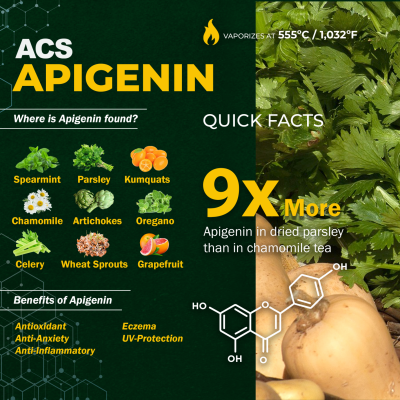 VAPORIZES AT 555°C / 1,032°F
ACS
APIGENIN
Where is Apigenin found?
QUICK FACTS
Spearmint Parsley Kumquats
Chamomile Artichokes Oregano
Celery Wheat Sprouts Grapefruit
9x More
Apigenin in dried parsley
than in chamomile tea
Benefits of Apigenin
Antioxidant Eczema
Anti-Anxiety UV-Protection
Anti-Inflammatory
OH
HO
O
OH
O